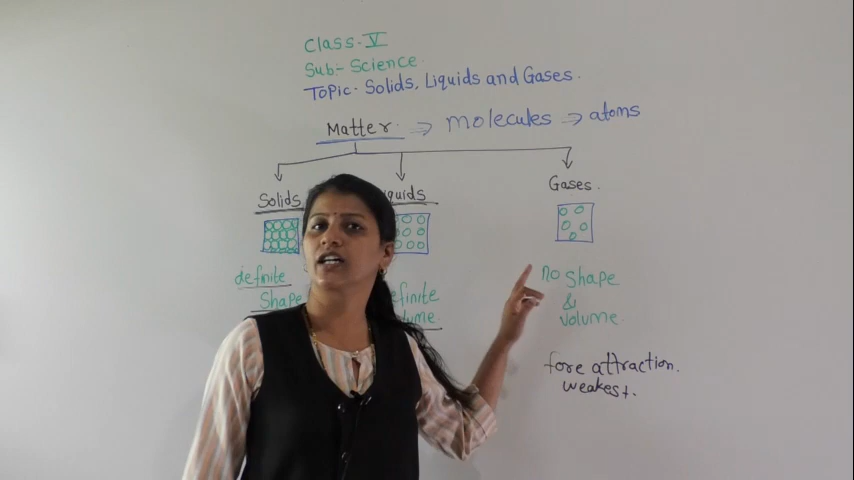 Class-V
Sub:- Science
Topic- Solids, Liquids and Gases.
Matter. => molecules => atoms
Solids
Gases.
definite
Shape
no Shape
&
volume.
fore attraction.
weakest.